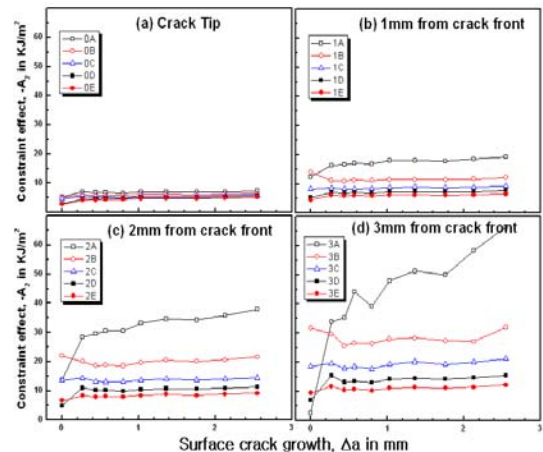 (a) Crack Tip
0A
0B
0C
0D
0E
60
50
40
30
20
10
Constraint effect, -A₂ in KJ/m²
(b) 1mm from crack front
1A
1B
1C
1D
1E
(c) 2mm from crack front
2A
2B
2C
2D
2E
60
50
40
30
20
10
0
Constraint effect, -A₂ in KJ/m²
0 1 2 3
(d) 3mm from crack front
3A
3B
3C
3D
3E
0 1 2 3
Surface crack growth, Δa in mm